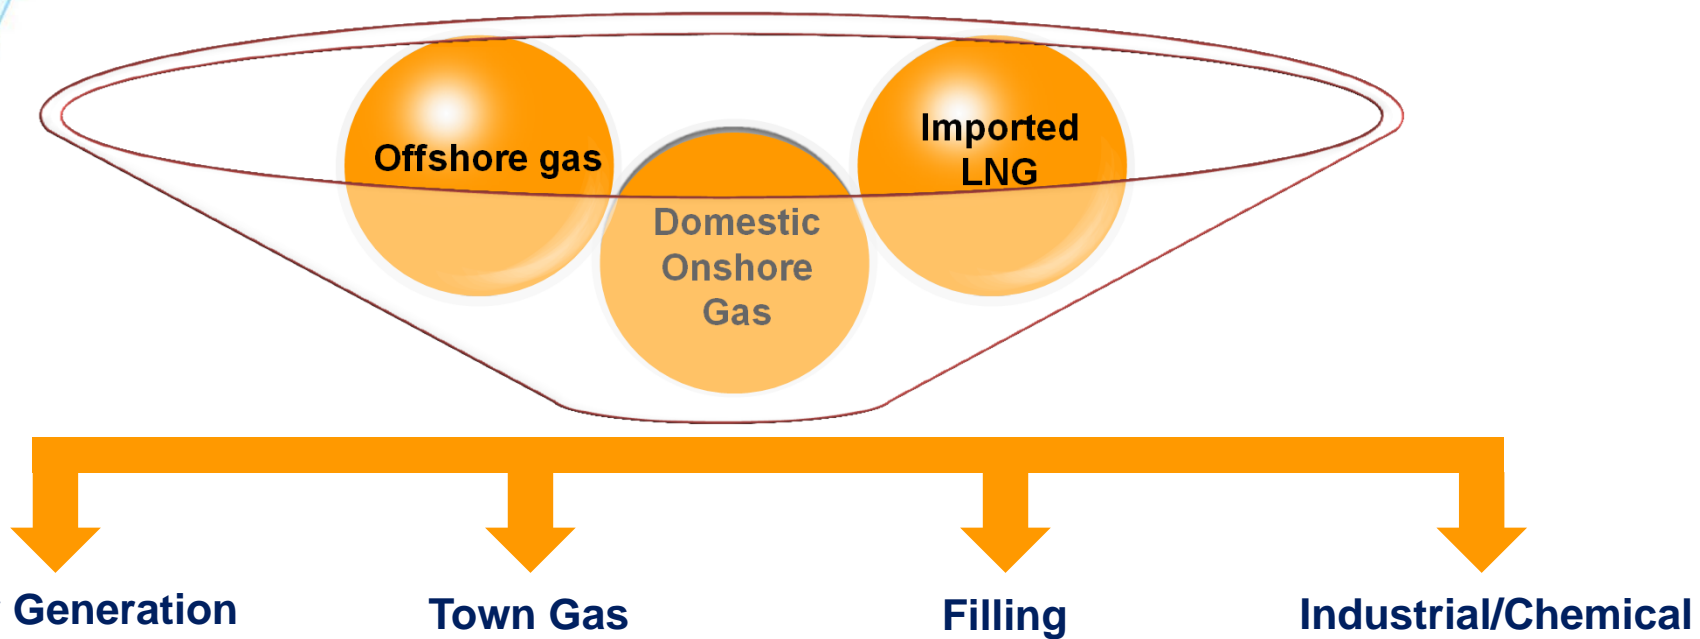 Offshore gas
Imported
LNG
Domestic
Onshore
Gas
Generation
Town Gas
Filling
Industrial/Chemical